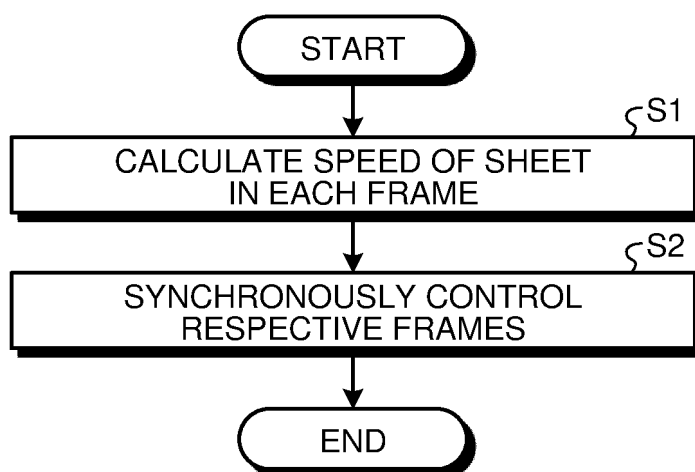 START
S1
CALCULATE SPEED OF SHEET
IN EACH FRAME
S2
SYNCHRONOUSLY CONTROL
RESPECTIVE FRAMES
END